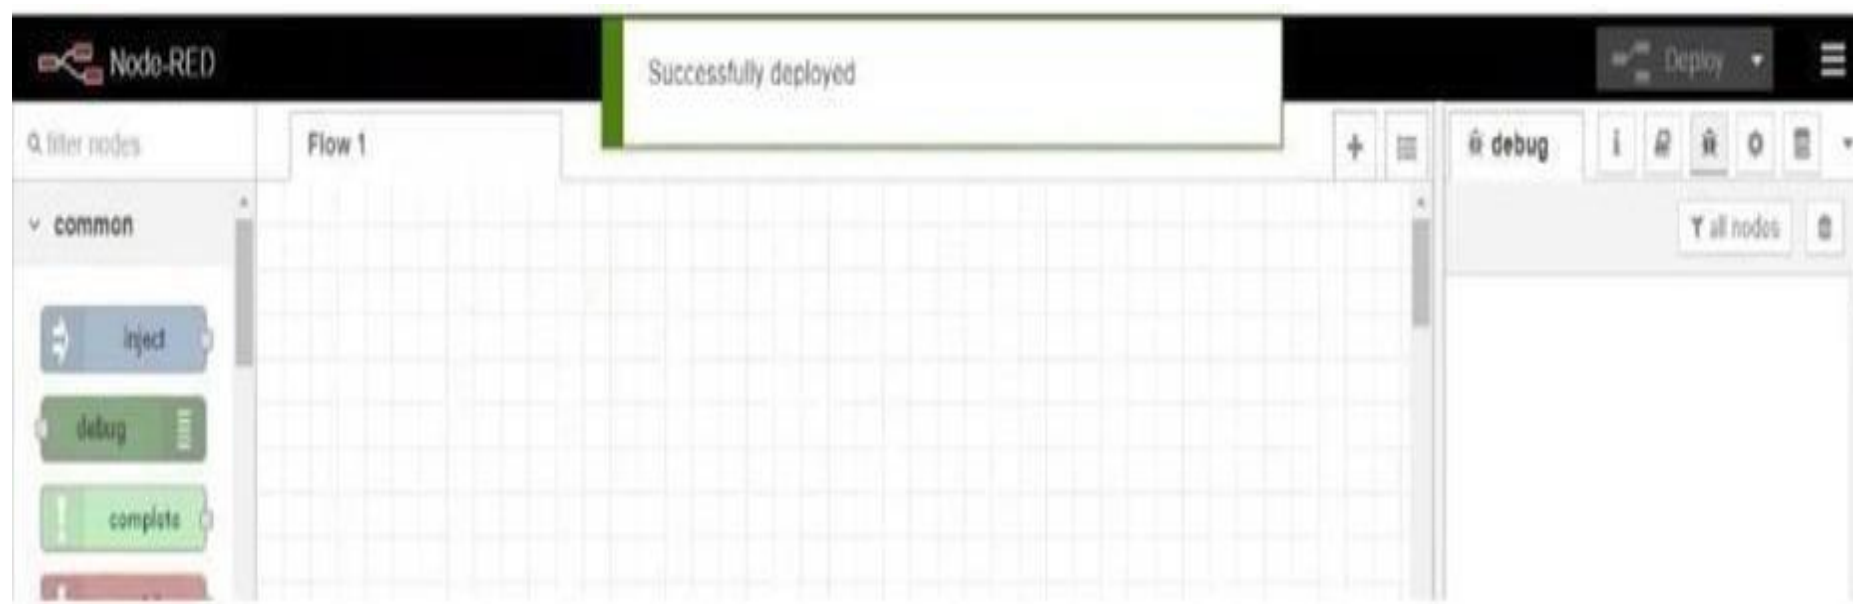 Node-RED
Successfully deployed
Deploy
filter nodes
Flow 1
debug
i
common
all nodes
inject
debug
complete